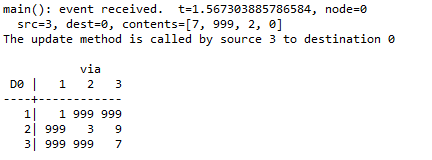 main(): event received.  t=1.567303885786584, node=0
  src=3, dest=0, contents=[7, 999, 2, 0]
The update method is called by source 3 to destination 0
           via
D0 |   1   2   3
----+------------
  1|   1 999 999
  2| 999   3   9
  3| 999 999   7